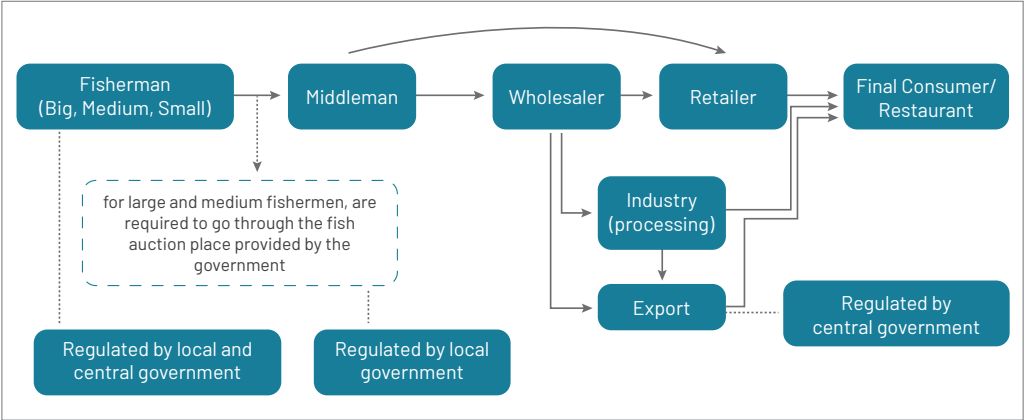 Fisherman
(Big, Medium, Small)
Middleman
Wholesaler
Retailer
Final Consumer/
Restaurant
for large and medium fishermen, are
required to go through the fish
auction place provided by the
government
Industry
(processing)
Export
Regulated by
central government
Regulated by local and
central government
Regulated by local
government